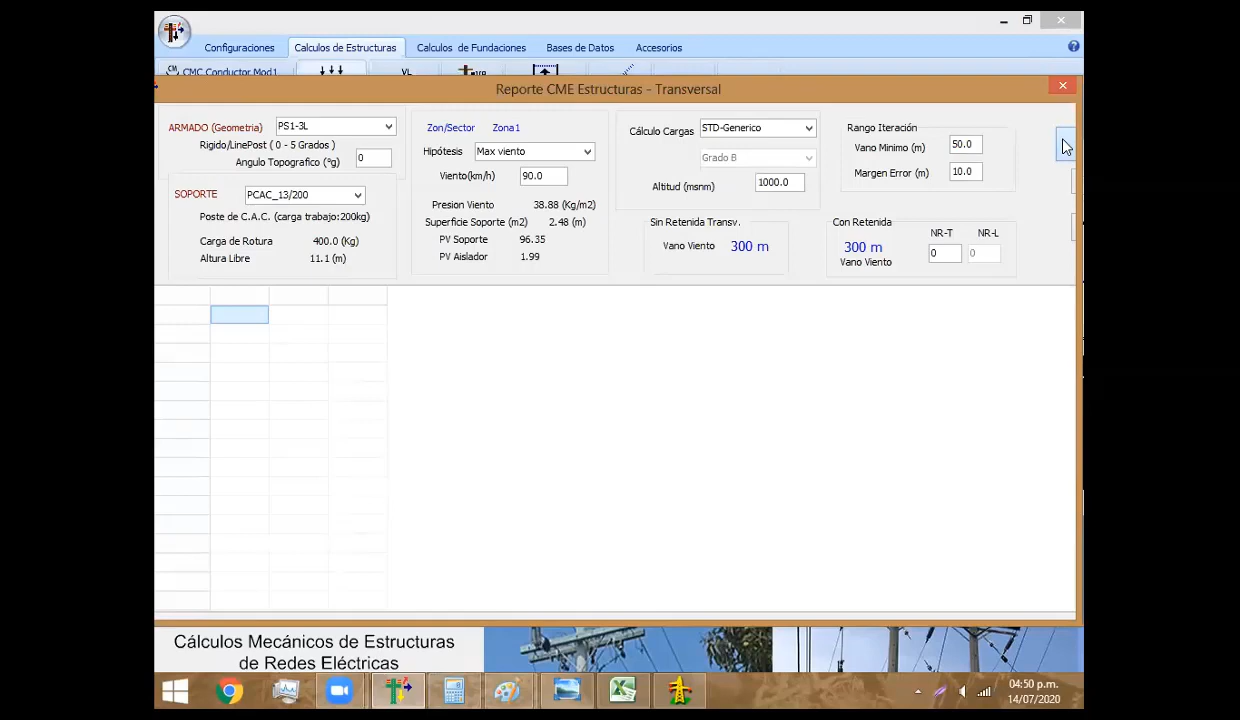 Configuraciones Calculos de Estructuras Calculos de Fundaciones Bases de Datos Accesorios
CMC Conductor Mod1 VL
Reporte CME Estructuras - Transversal
ARMADO (Geometria) PS1-3L
Rigido/LinePost ( 0 - 5 Grados )
Angulo Topografico (ºg) 0
SOPORTE PCAC_13/200
Poste de C.A.C. (carga trabajo:200kg)
Carga de Rotura 400.0 (Kg)
Altura Libre 11.1 (m)
Zon/Sector Zona1
Hipótesis Max viento
Viento(km/h) 90.0
Presion Viento 38.88 (Kg/m2)
Superficie Soporte (m2) 2.48 (m)
PV Soporte 96.35
PV Aislador 1.99
Cálculo Cargas STD-Generico
Grado B
Altitud (msnm) 1000.0
Sin Retenida Transv.
Vano Viento 300 m
Rango Iteración
Vano Minimo (m) 50.0
Margen Error (m) 10.0
Con Retenida
NR-T NR-L
300 m 0 0
Vano Viento
Cálculos Mecánicos de Estructuras
de Redes Eléctricas
04:50 p.m.
14/07/2020